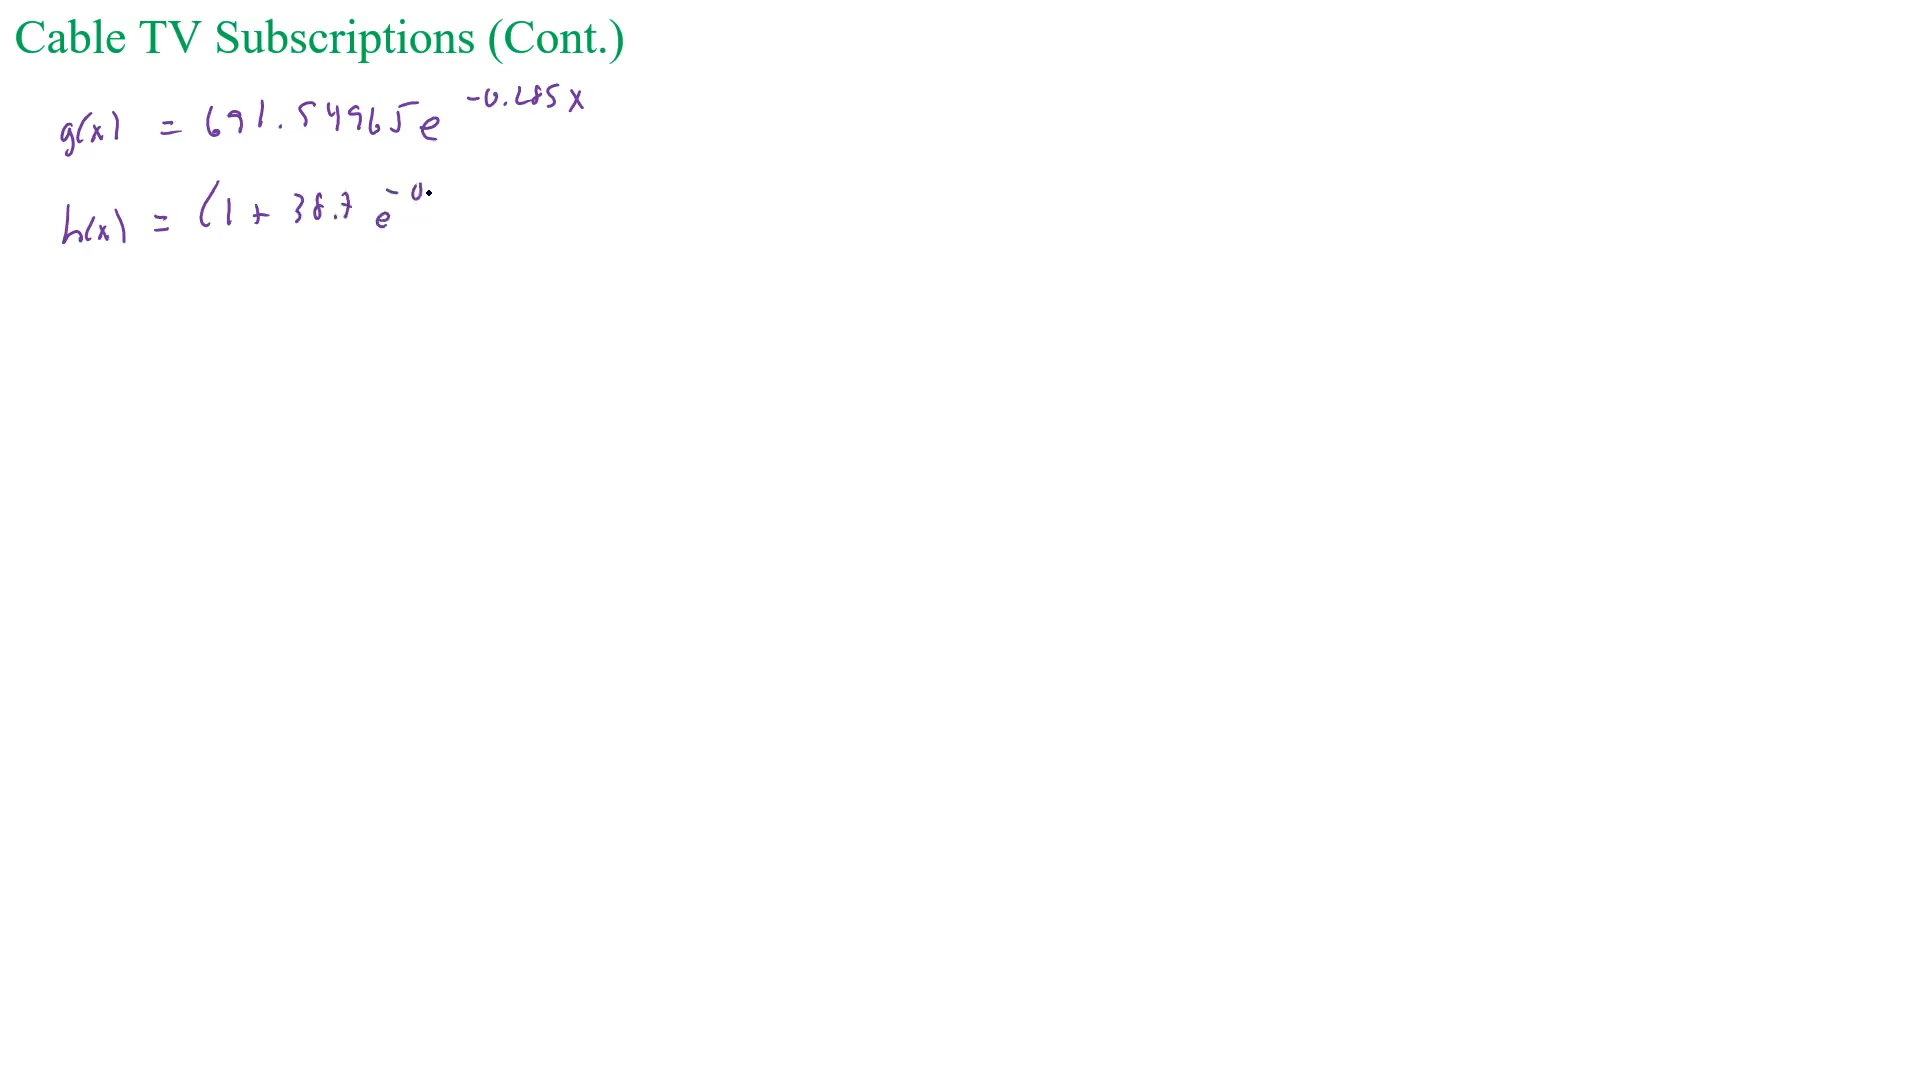 Cable TV Subscriptions (Cont.)
g(x) = 691.54965e^-0.285x
h(x) = (1 + 38.7 e^-0.